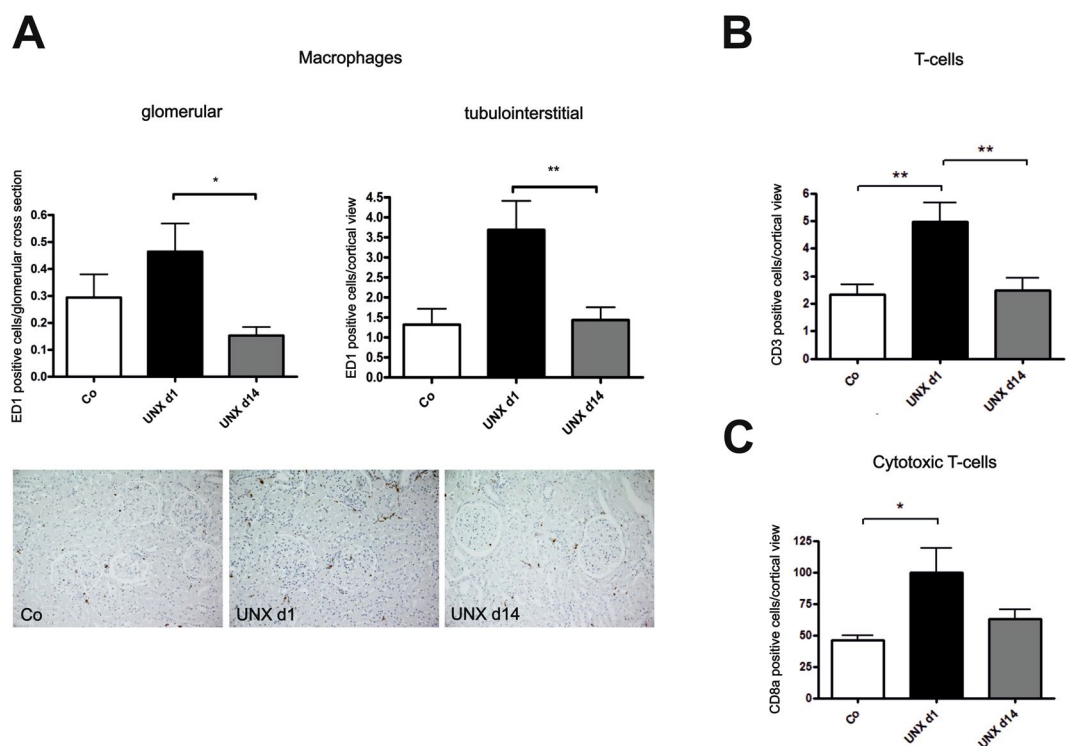 A
Macrophages
glomerular
tubulointerstitial
ED1 positive cells/glomerular cross section
0.6
0.5
0.4
0.3
0.2
0.1
0.0
*
Co
UNX d1
UNX d14
ED1 positive cells/cortical view
4.5
4.0
3.5
3.0
2.5
2.0
1.5
1.0
0.5
0.0
**
Co
UNX d1
UNX d14
Co
UNX d1
UNX d14
B
T-cells
CD3 positive cells/cortical view
6
5
4
3
2
1
0
**
**
Co
UNX d1
UNX d14
C
Cytotoxic T-cells
CD8a positive cells/cortical view
125
100
75
50
25
0
*
Co
UNX d1
UNX d14